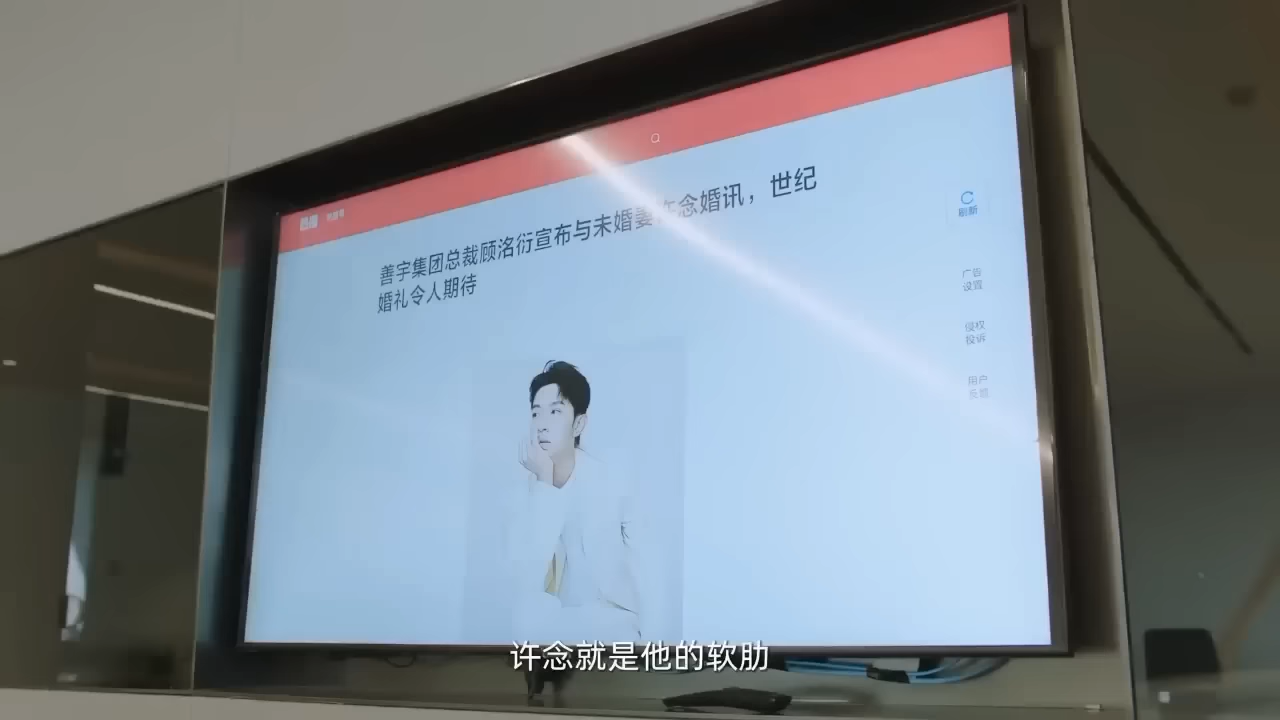 善宇集团总裁顾洺衍宣布与未婚妻许念婚讯，世纪
婚礼令人期待
刷新
广告
设置
侵权
投诉
用户
反馈
许念就是他的软肋